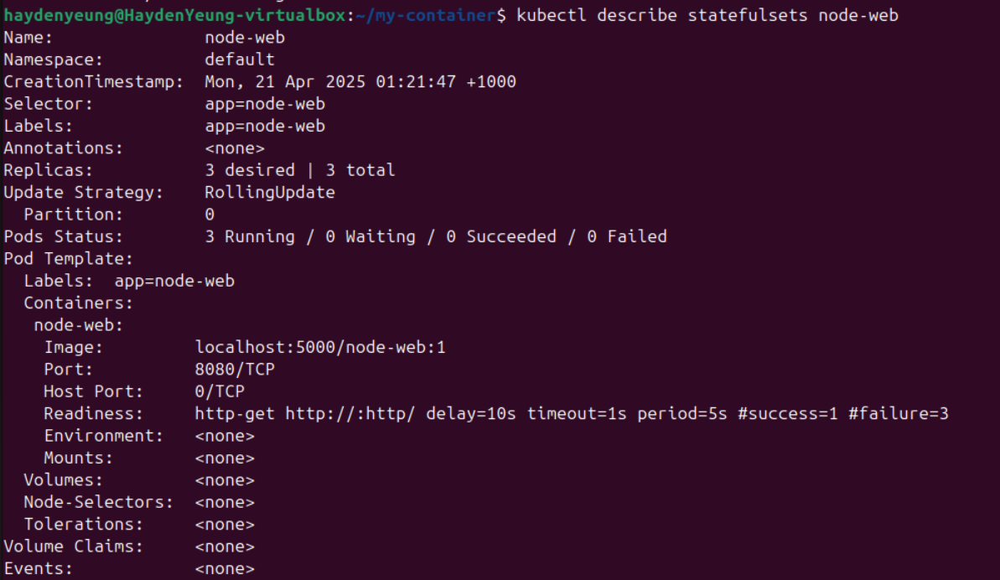 haydenyeung@HaydenYeung-virtualbox:~/my-container$ kubectl describe statefulsets node-web
Name:               node-web
Namespace:          default
CreationTimestamp:  Mon, 21 Apr 2025 01:21:47 +1000
Selector:           app=node-web
Labels:             app=node-web
Annotations:        <none>
Replicas:           3 desired | 3 total
Update Strategy:    RollingUpdate
  Partition:        0
Pods Status:        3 Running / 0 Waiting / 0 Succeeded / 0 Failed
Pod Template:
  Labels:  app=node-web
  Containers:
   node-web:
    Image:         localhost:5000/node-web:1
    Port:          8080/TCP
    Host Port:     0/TCP
    Readiness:     http-get http://:http/ delay=10s timeout=1s period=5s #success=1 #failure=3
    Environment:   <none>
    Mounts:        <none>
  Volumes:         <none>
  Node-Selectors:  <none>
  Tolerations:     <none>
Volume Claims:     <none>
Events:            <none>